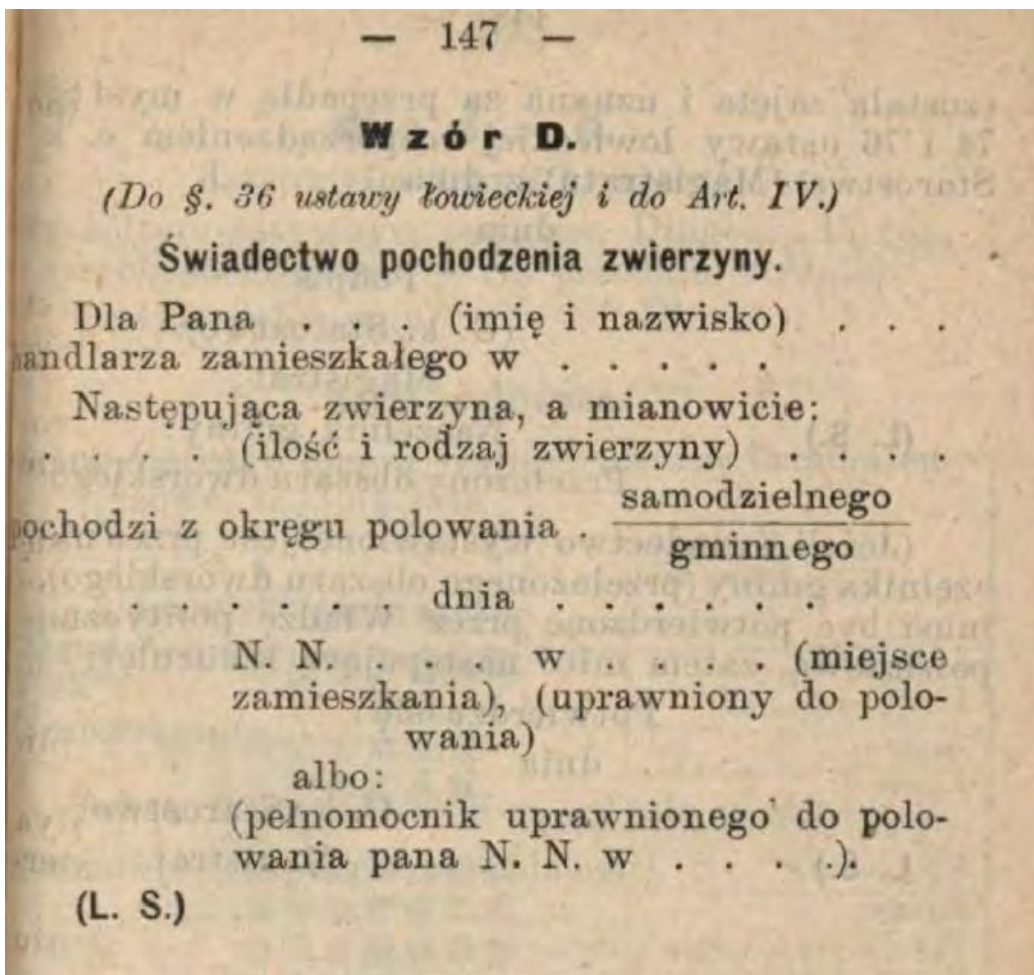 — 147 —
Wzór D.
(Do §. 36 ustawy łowieckiej i do Art. IV.)
Świadectwo pochodzenia zwierzyny.
Dla Pana . . . (imię i nazwisko) . . .
handlarza zamieszkałego w . . . . .
Następująca zwierzyna, a mianowicie:
. . . . (ilość i rodzaj zwierzyny) . . . .
samodzielnego
pochodzi z okręgu polowania .
gminnego
. . . . . . . dnia . . . . . .
N. N. . . . . w . . . . (miejsce
zamieszkania), (uprawniony do polo-
wania)
albo:
(pełnomocnik uprawnionego do polo-
wania pana N. N. w . . . .).
(L. S.)